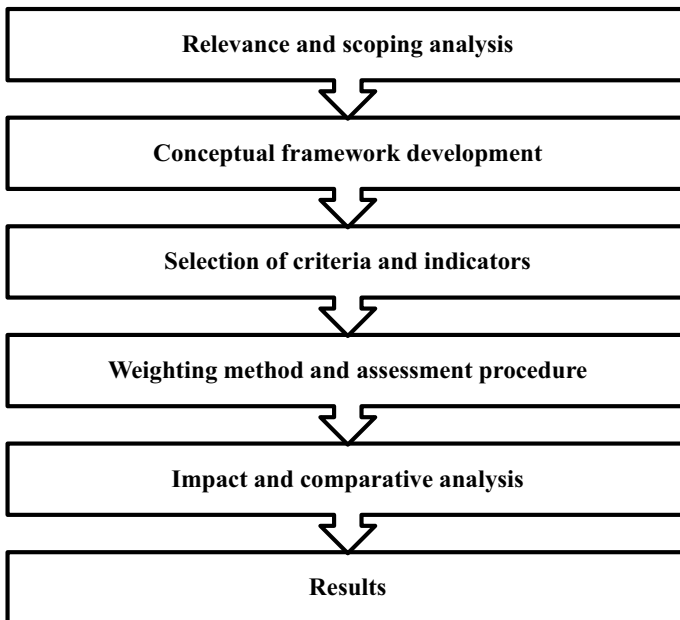 Relevance and scoping analysis
Conceptual framework development
Selection of criteria and indicators
Weighting method and assessment procedure
Impact and comparative analysis
Results